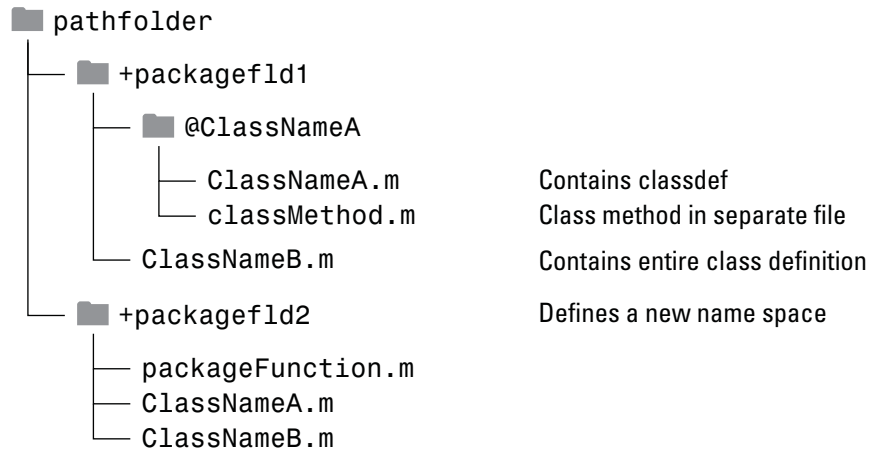 pathfolder
+packagefld1
@ClassNameA
ClassNameA.m Contains classdef
classMethod.m Class method in separate file
ClassNameB.m Contains entire class definition
+packagefld2 Defines a new name space
packageFunction.m
ClassNameA.m
ClassNameB.m